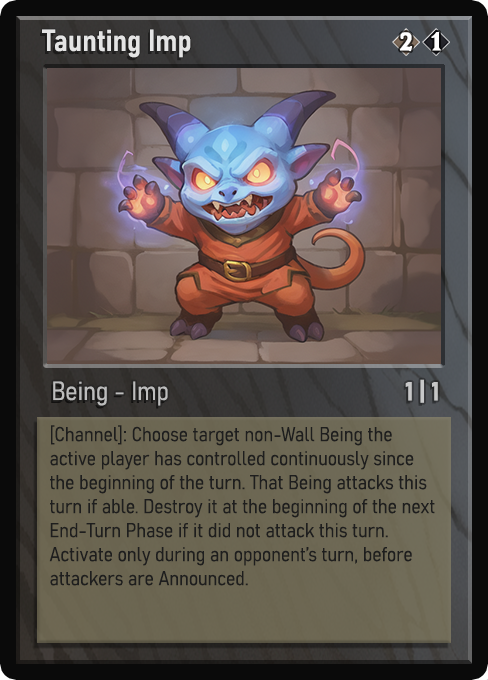 Taunting Imp 2 1
Being - Imp 1|1
[Channel]: Choose target non-Wall Being the
active player has controlled continuously since
the beginning of the turn. That Being attacks this
turn if able. Destroy it at the beginning of the next
End-Turn Phase if it did not attack this turn.
Activate only during an opponent's turn, before
attackers are Announced.